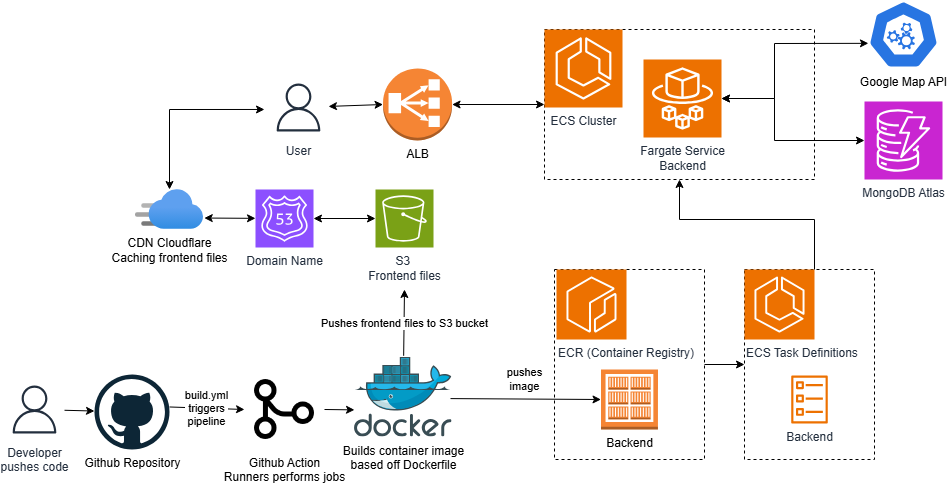 Google Map API
ECS Cluster
Fargate Service
Backend
MongoDB Atlas
User
ALB
CDN Cloudflare
Caching frontend files
53
Domain Name
S3
Frontend files
Pushes frontend files to S3 bucket
ECR (Container Registry)
Backend
ECS Task Definitions
Backend
Developer
pushes code
Github Repository
build.yml
triggers
pipeline
Github Action
Runners performs jobs
docker
Builds container image
based off Dockerfile
pushes
image